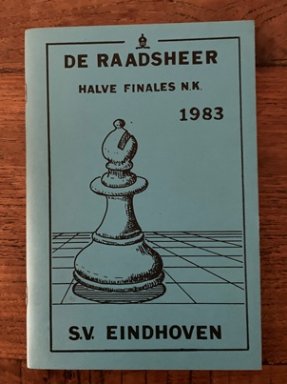 DE RAADSHEER
HALVE FINALES N.K.
1983
S.V. EINDHOVEN